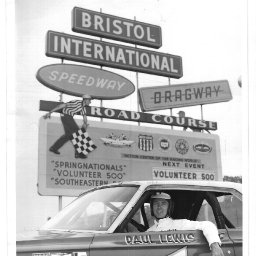 BRISTOL
INTERNATIONAL
SPEEDWAY
DRAGWAY
ROAD COURSE
NEXT EVENT
VOLUNTEER 500
"SPRINGNATIONALS"
"VOLUNTEER 500"
"SOUTHEASTERN
PAUL LEWIS